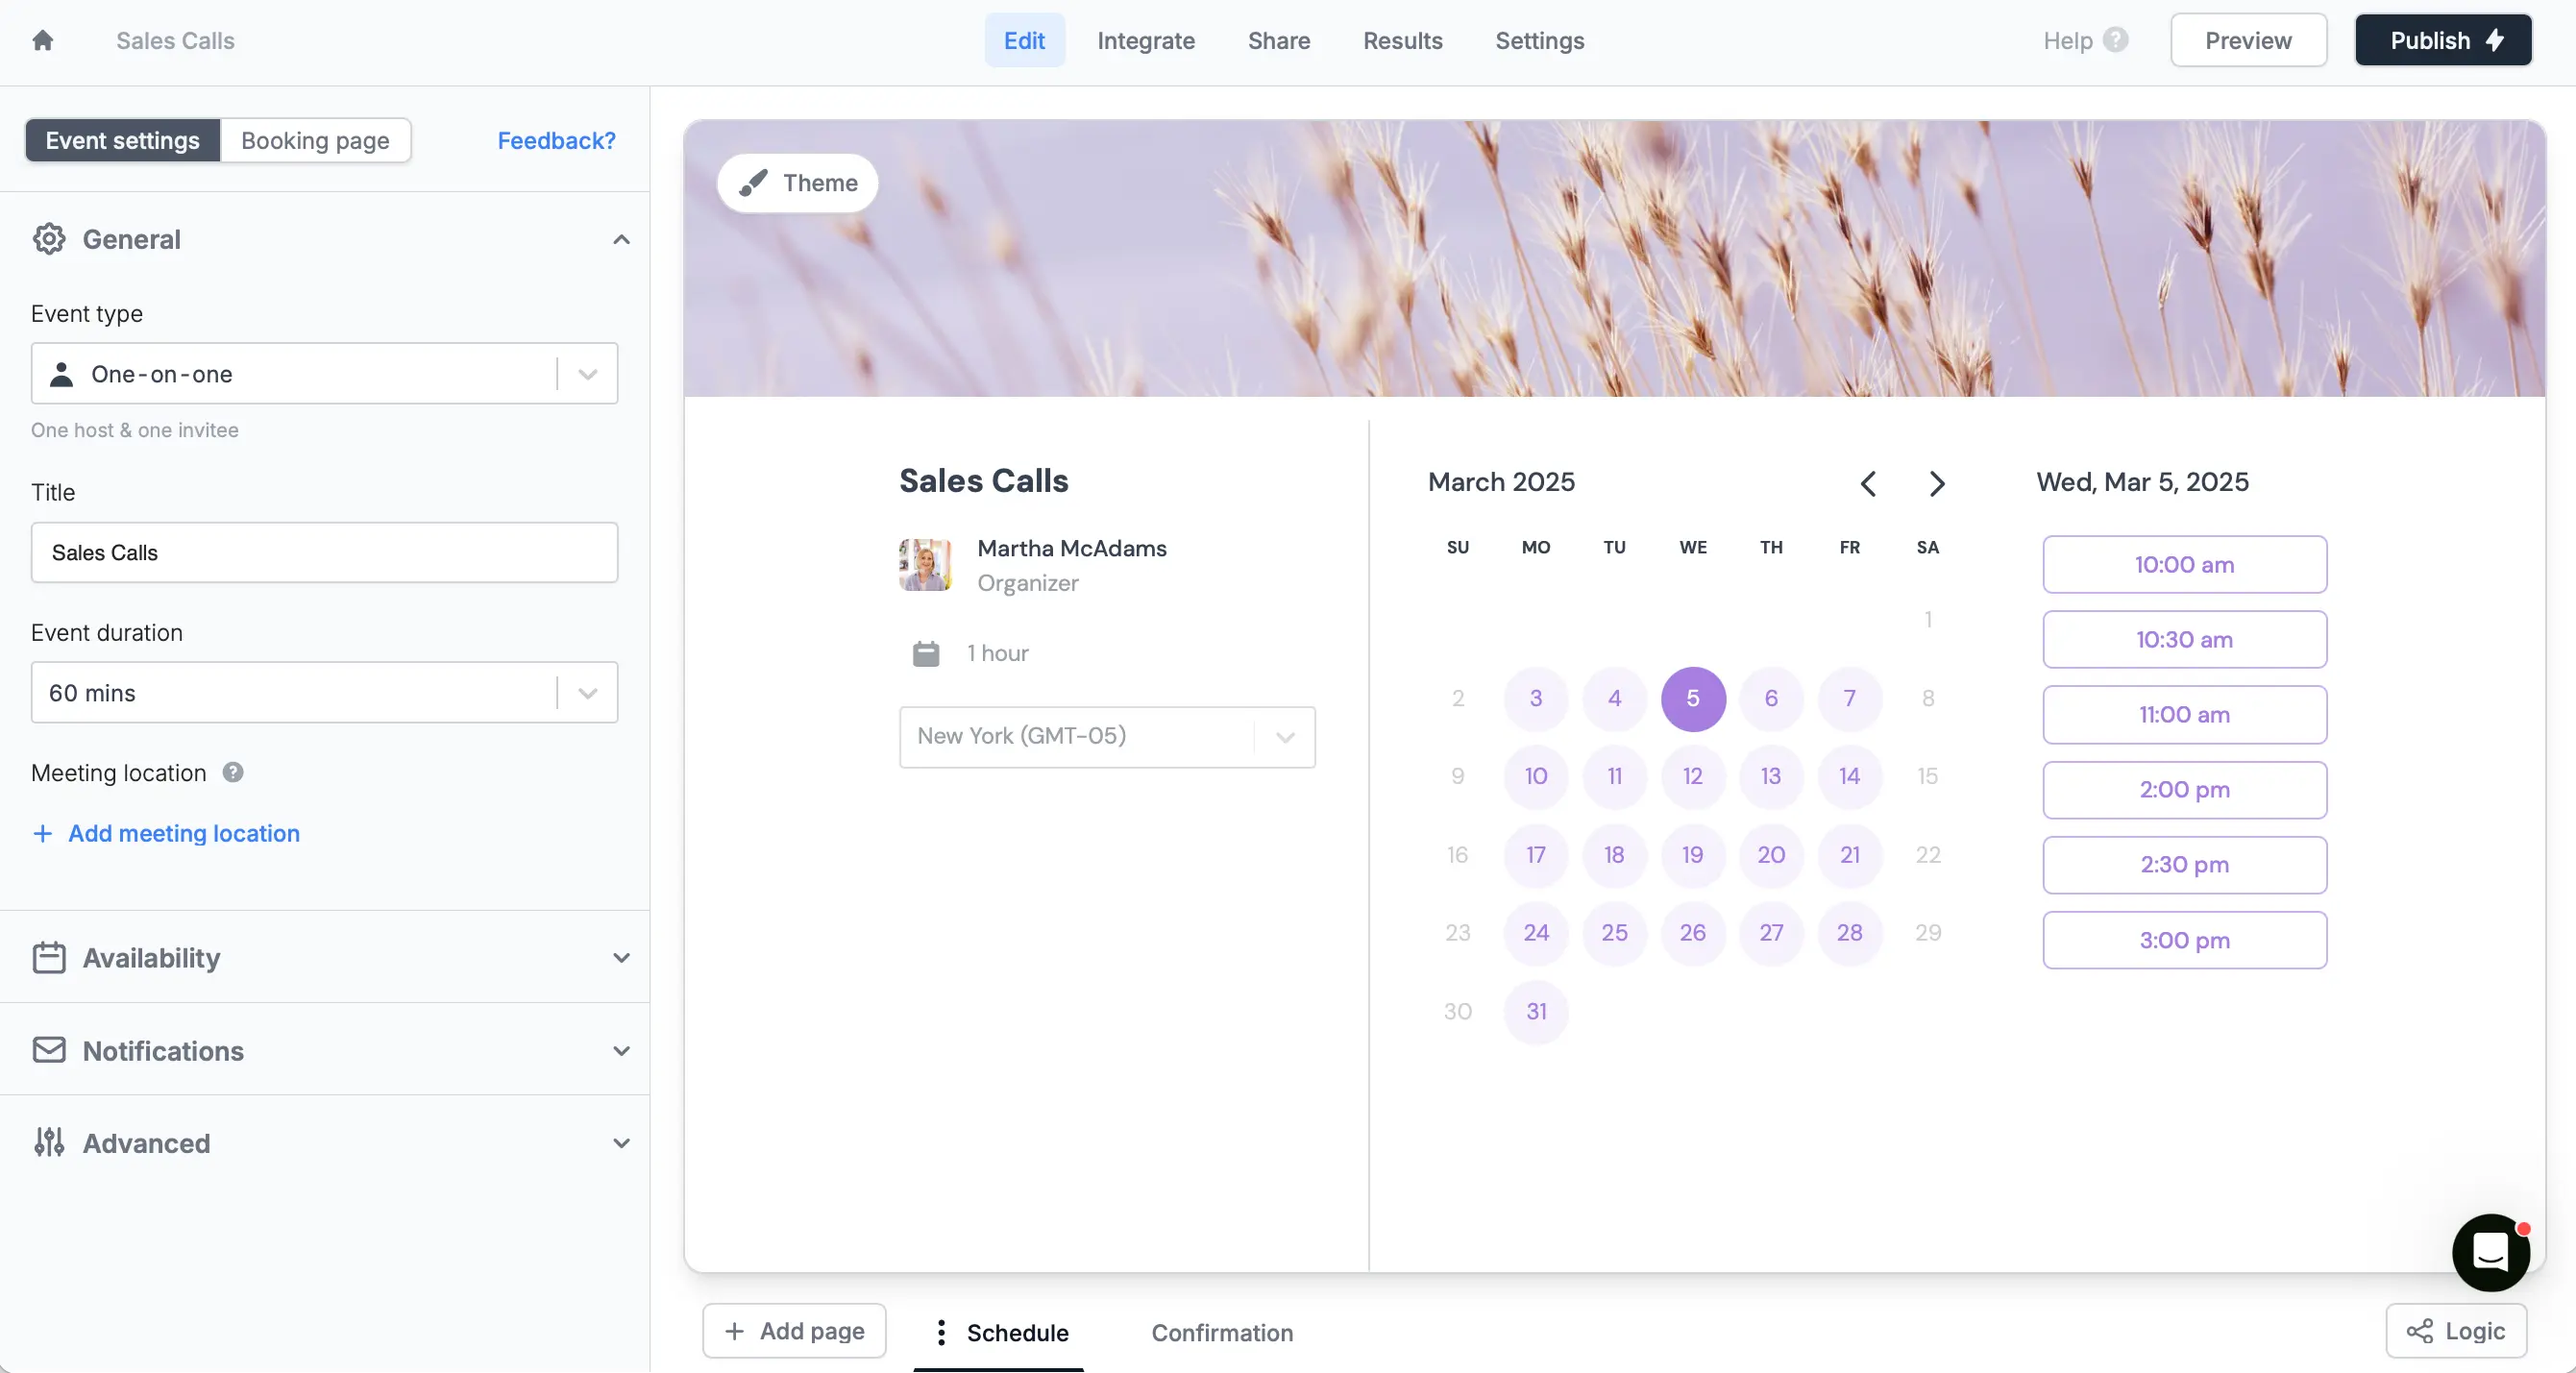 Sales Calls
Edit Integrate Share Results Settings
Help ? Preview Publish
Event settings Booking page Feedback?
General
Event type
One-on-one
One host & one invitee
Title
Sales Calls
Event duration
60 mins
Meeting location ?
+ Add meeting location
Availability
Notifications
Advanced
Theme
Sales Calls
Martha McAdams
Organizer
1 hour
New York (GMT-05)
March 2025
SU MO TU WE TH FR SA
1
2 3 4 5 6 7 8
9 10 11 12 13 14 15
16 17 18 19 20 21 22
23 24 25 26 27 28 29
30 31
Wed, Mar 5, 2025
10:00 am
10:30 am
11:00 am
2:00 pm
2:30 pm
3:00 pm
+ Add page Schedule Confirmation Logic